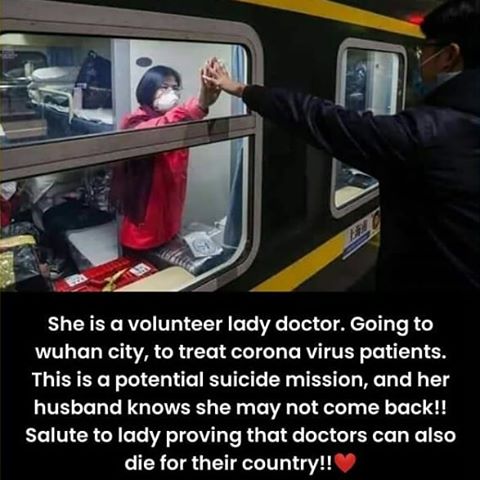 She is a volunteer lady doctor. Going to
wuhan city, to treat corona virus patients.
This is a potential suicide mission, and her
husband knows she may not come back!!
Salute to lady proving that doctors can also
die for their country!!❤️